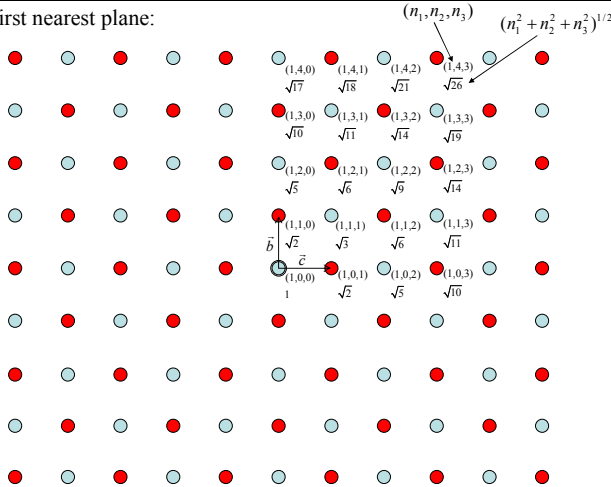 irst nearest plane:
(n₁, n₂, n₃)
(n₁² + n₂² + n₃²)^{1/2}
(1,4,0) (1,4,1) (1,4,2) (1,4,3)
√17 √18 √21 √26
(1,3,0) (1,3,1) (1,3,2) (1,3,3)
√10 √11 √14 √19
(1,2,0) (1,2,1) (1,2,2) (1,2,3)
√5 √6 √9 √14
(1,1,0) (1,1,1) (1,1,2) (1,1,3)
√2 √3 √6 √11
b⃗ c⃗
(1,0,0) (1,0,1) (1,0,2) (1,0,3)
1 √2 √5 √10